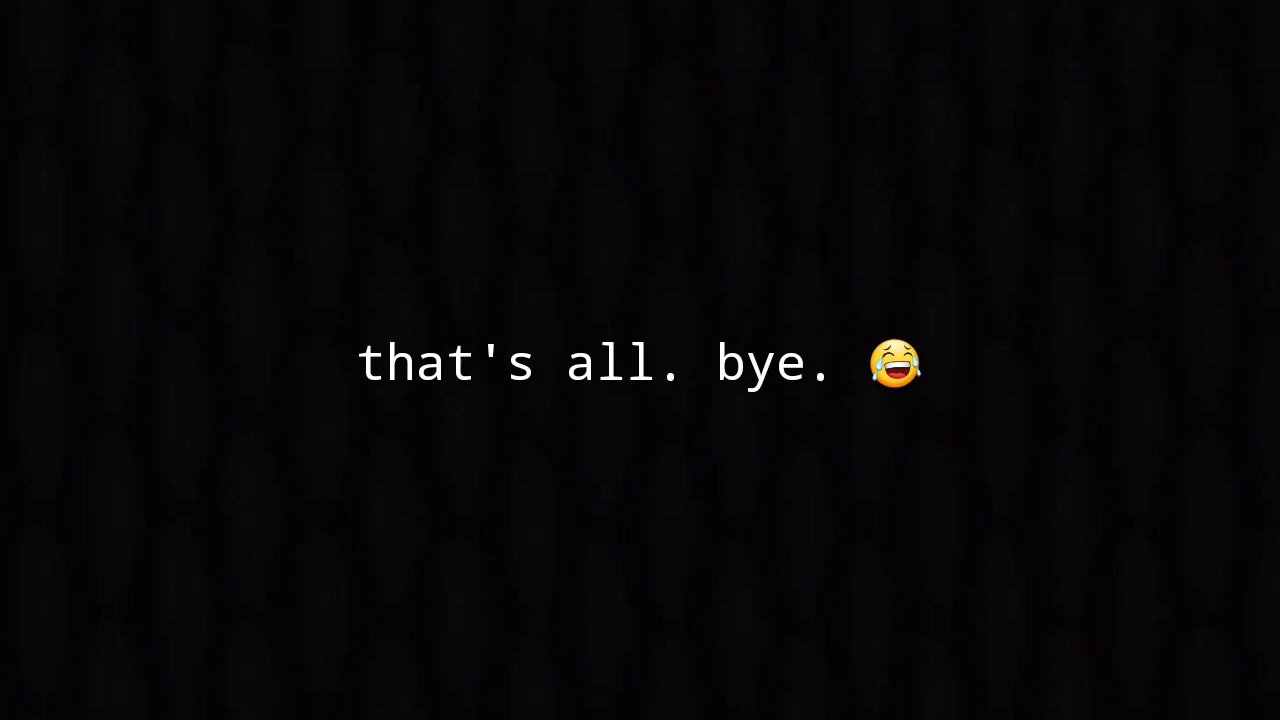 that's all. bye. 😂